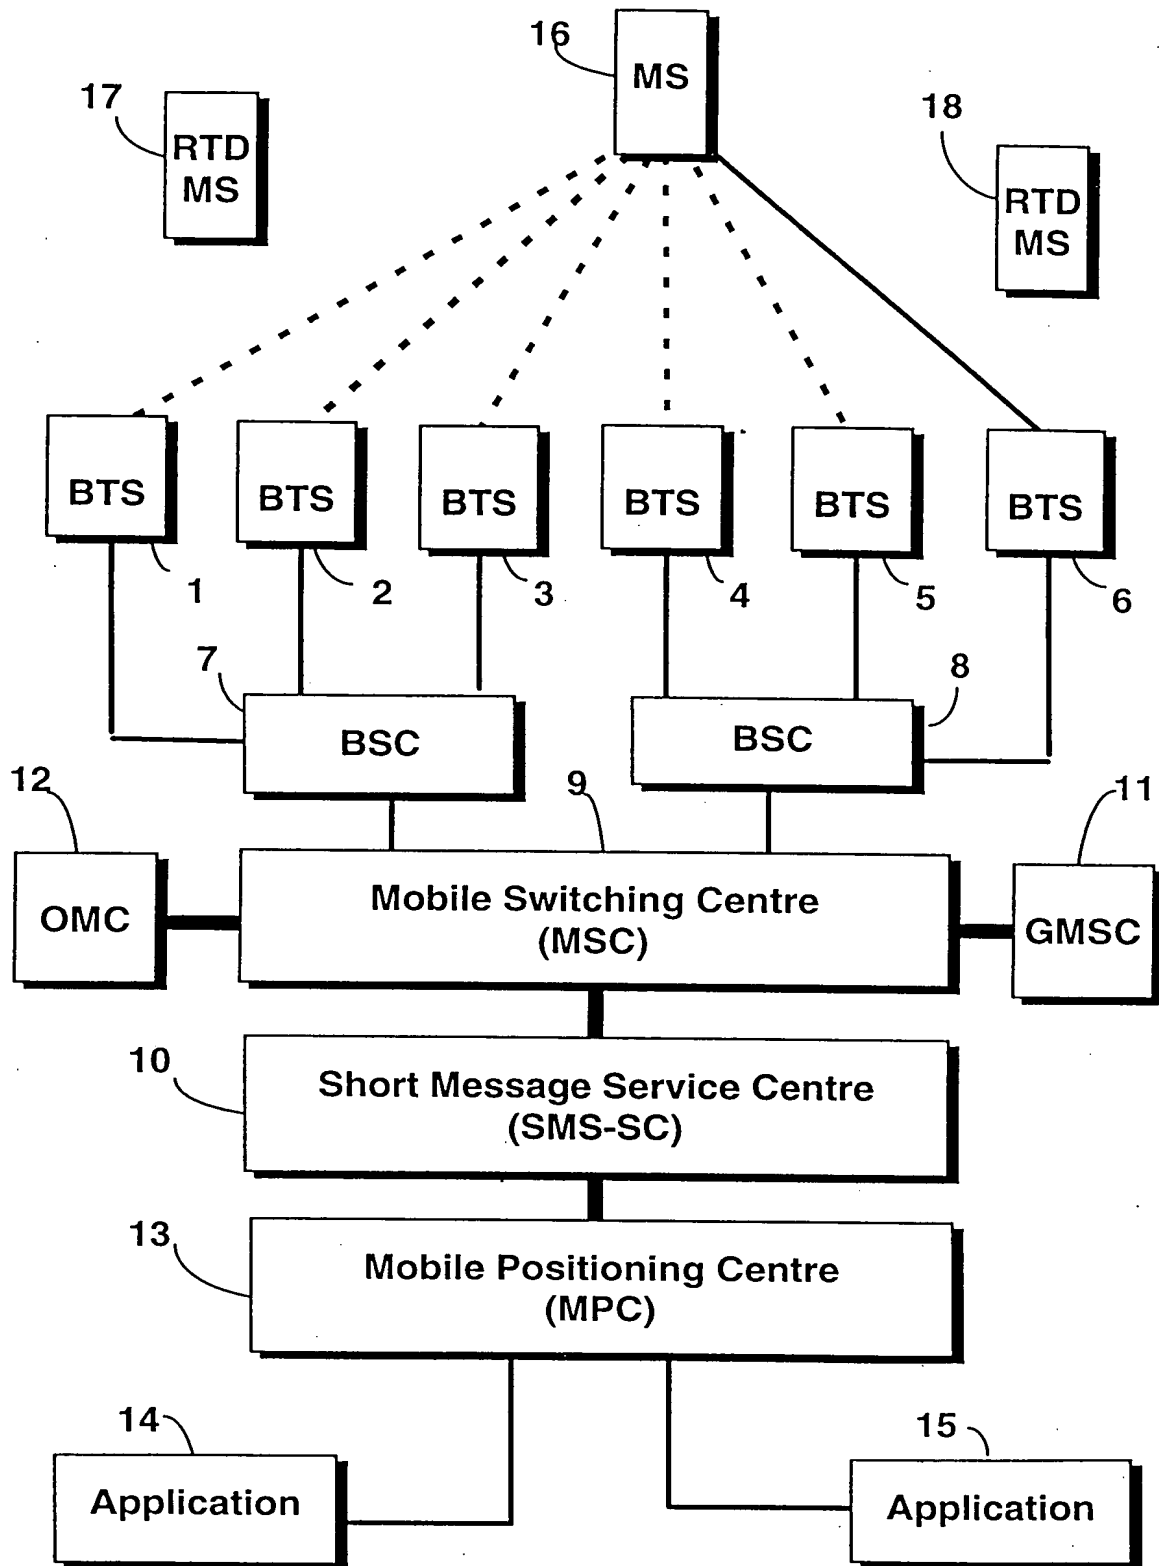 16
MS
17
RTD
MS
18
RTD
MS
BTS
BTS
BTS
BTS
BTS
BTS
1
2
3
4
5
6
7
BSC
8
BSC
12
OMC
9
Mobile Switching Centre
(MSC)
11
GMSC
10
Short Message Service Centre
(SMS-SC)
13
Mobile Positioning Centre
(MPC)
14
Application
15
Application